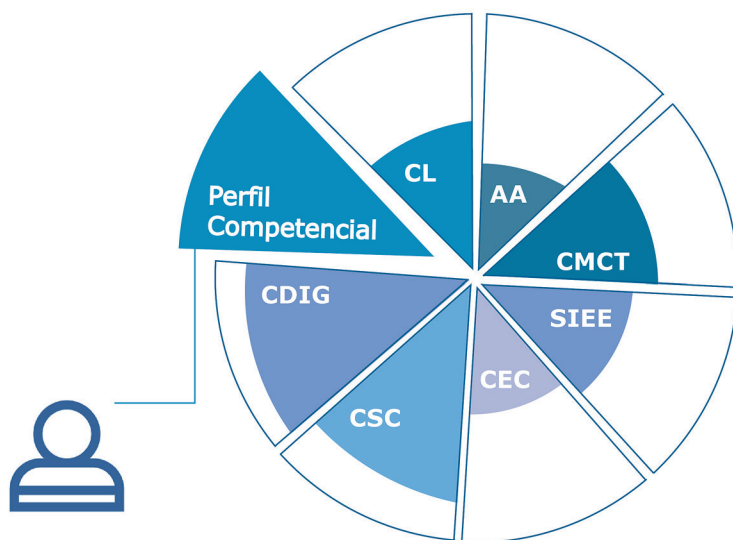 CL
AA
Perfil
Competencial
CMCT
CDIG
SIEE
CEC
CSC